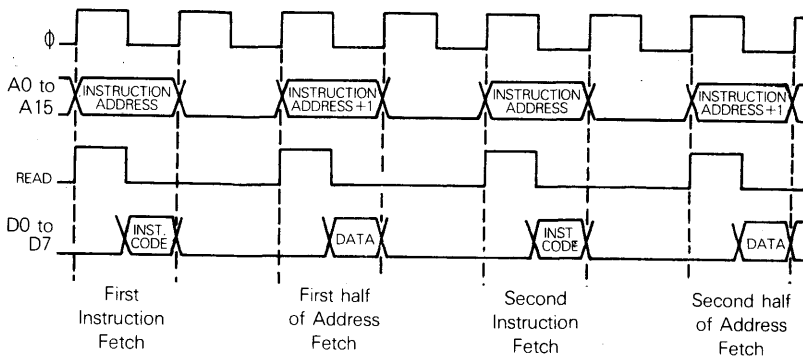 ϕ
A0 to
A15
INSTRUCTION
ADDRESS
INSTRUCTION
ADDRESS+1
INSTRUCTION
ADDRESS
INSTRUCTION
ADDRESS+1
READ
D0 to
D7
INST.
CODE
DATA
INST
CODE
DATA
First
Instruction
Fetch
First half
of Address
Fetch
Second
Instruction
Fetch
Second half
of Address
Fetch